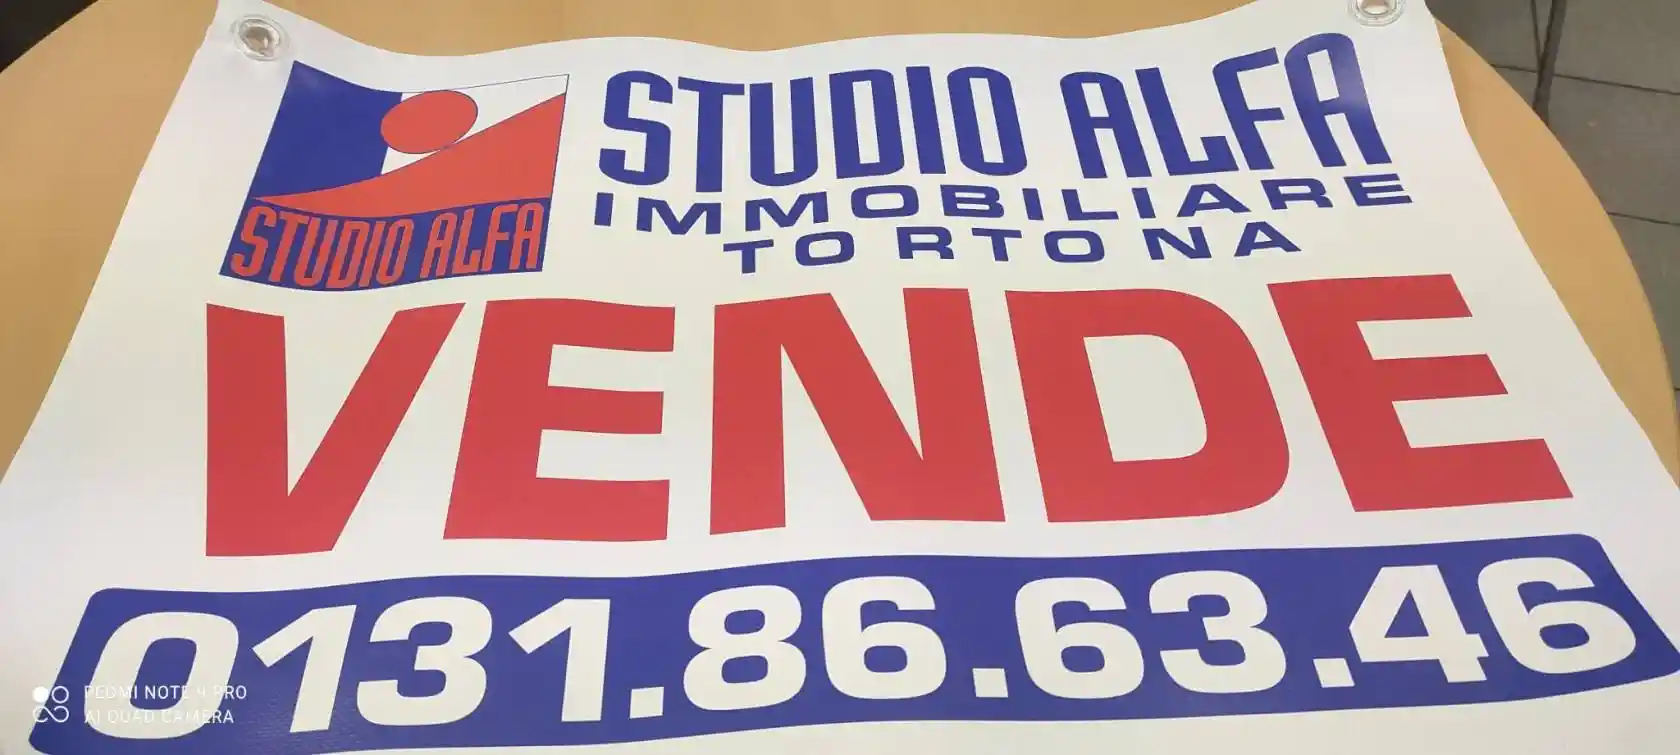 STUDIO ALFA
STUDIO ALFA
IMMOBILIARE
TORTONA
VENDE
0131.86.63.46
REDMI NOTE 9 PRO
AI QUAD CAMERA